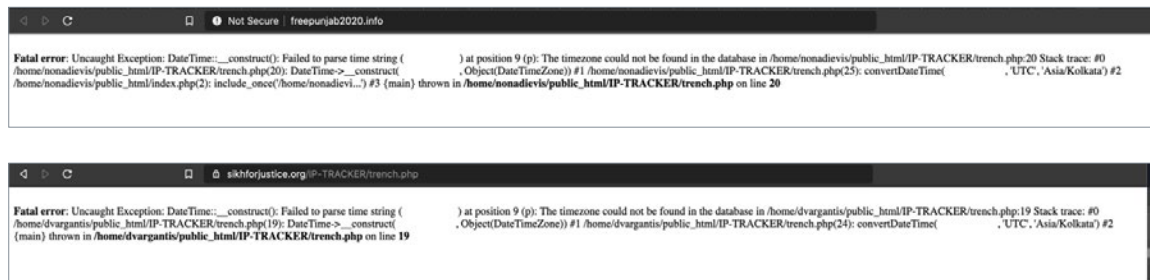 Not Secure | freepunjab2020.info
Fatal error: Uncaught Exception: DateTime::__construct(): Failed to parse time string ( ) at position 9 (p): The timezone could not be found in the database in /home/nonadievis/public_html/IP-TRACKER/trench.php:20 Stack trace: #0
/home/nonadievis/public_html/IP-TRACKER/trench.php(20): DateTime->__construct( , Object(DateTimeZone)) #1 /home/nonadievis/public_html/IP-TRACKER/trench.php(25): convertDateTime( , 'UTC', 'Asia/Kolkata') #2
/home/nonadievis/public_html/index.php(2): include_once('/home/nonadievi...') #3 {main} thrown in /home/nonadievis/public_html/IP-TRACKER/trench.php on line 20
sikhforjustice.org/IP-TRACKER/trench.php
Fatal error: Uncaught Exception: DateTime::__construct(): Failed to parse time string ( ) at position 9 (p): The timezone could not be found in the database in /home/dvargantis/public_html/IP-TRACKER/trench.php:19 Stack trace: #0
/home/dvargantis/public_html/IP-TRACKER/trench.php(19): DateTime->__construct( , Object(DateTimeZone)) #1 /home/dvargantis/public_html/IP-TRACKER/trench.php(24): convertDateTime( , 'UTC', 'Asia/Kolkata') #2
{main} thrown in /home/dvargantis/public_html/IP-TRACKER/trench.php on line 19